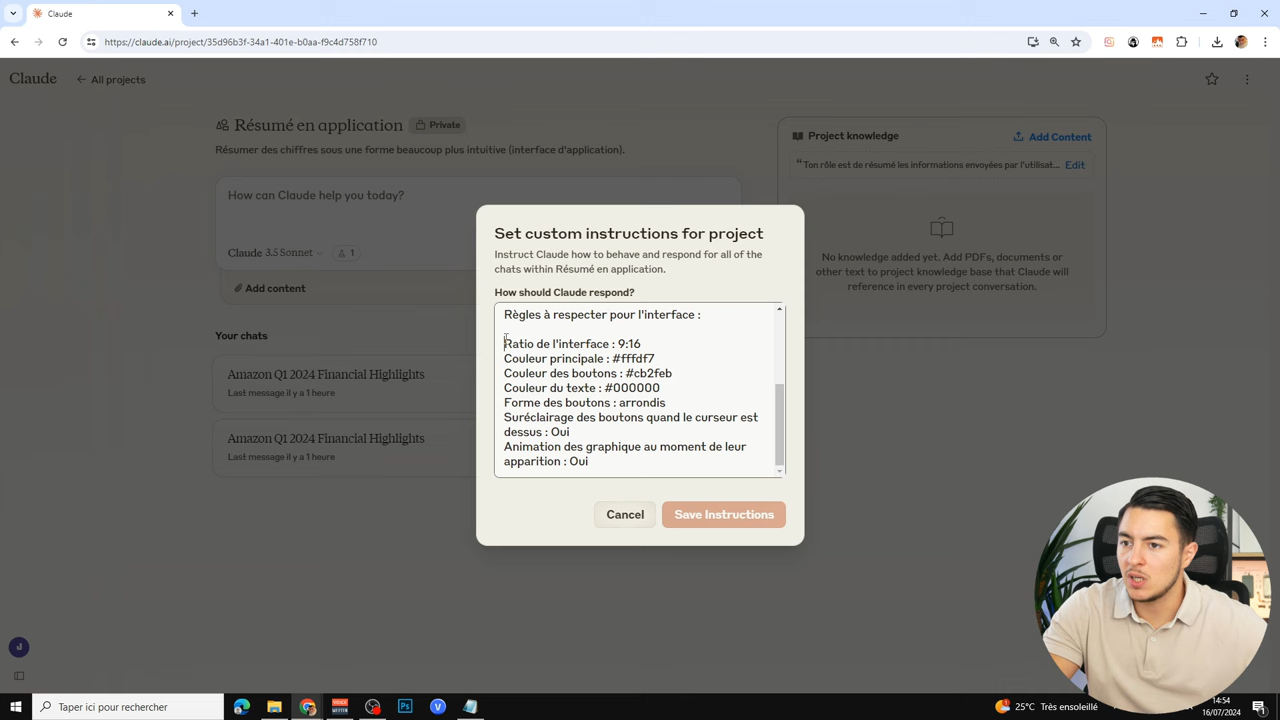 Claude
https://claude.ai/project/35d96b3f-34a1-401e-b0aa-f9c4d758f710
Claude
All projects
Résumé en application
Private
Résumer des chiffres sous une forme beaucoup plus intuitive (interface d'application).
How can Claude help you today?
Claude 3.5 Sonnet
1
Add content
Your chats
Amazon Q1 2024 Financial Highlights
Last message il y a 1 heure
Amazon Q1 2024 Financial Highlights
Last message il y a 1 heure
Project knowledge
Add Content
“Ton rôle est de résumé les informations envoyées par l'utilisat...
Edit
No knowledge added yet. Add PDFs, documents or
other text to project knowledge base that Claude will
reference in every project conversation.
Set custom instructions for project
Instruct Claude how to behave and respond for all of the
chats within Résumé en application.
How should Claude respond?
Règles à respecter pour l'interface :
Ratio de l'interface : 9:16
Couleur principale : #fffdf7
Couleur des boutons : #cb2feb
Couleur du texte : #000000
Forme des boutons : arrondis
Suréclairage des boutons quand le curseur est
dessus : Oui
Animation des graphique au moment de leur
apparition : Oui
Cancel
Save Instructions
J
Taper ici pour rechercher
Ps
V
25°C Très ensoleillé
14:54
16/07/2024